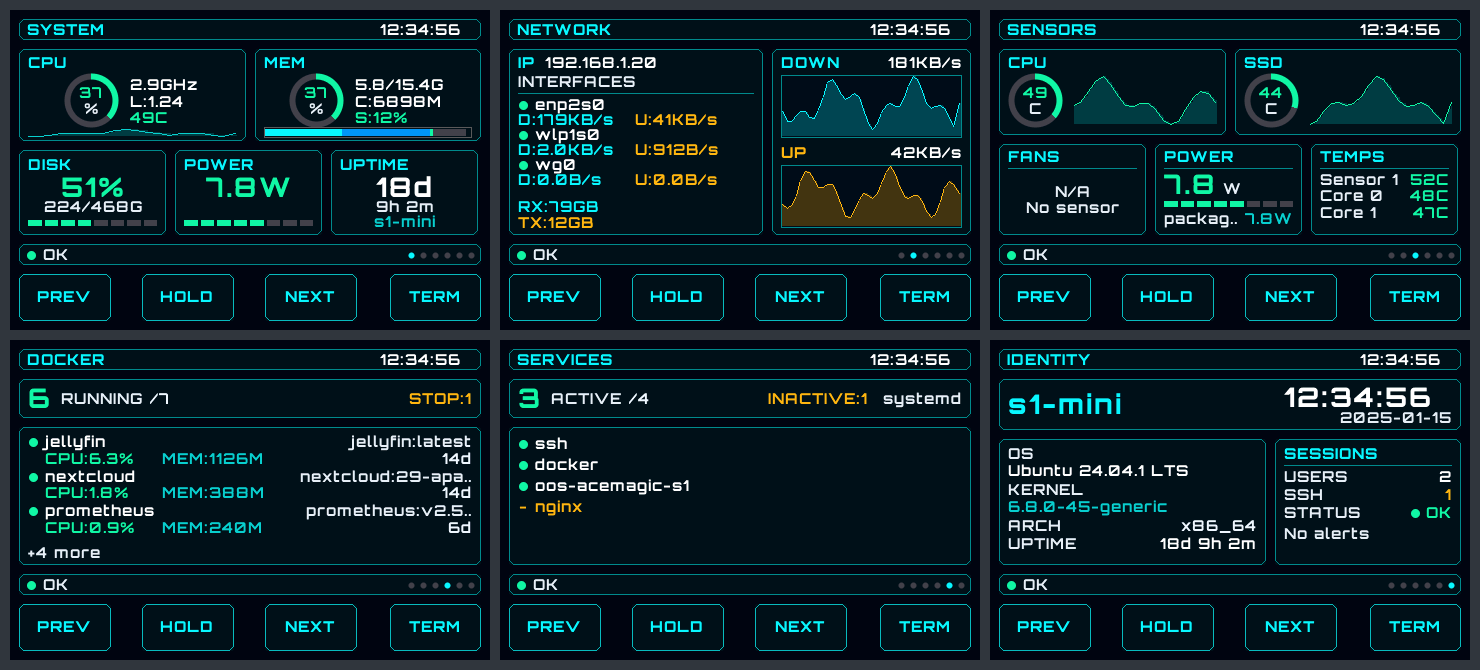 SYSTEM 12:34:56
CPU
37
%
2.9GHz
L:1.24
49C
MEM
37
%
5.8/15.4G
C:6898M
S:12%
DISK
51%
224/468G
POWER
7.8W
UPTIME
18d
9h 2m
s1-mini
OK
PREV HOLD NEXT TERM
NETWORK 12:34:56
IP 192.168.1.20
INTERFACES
enp2s0
D:179KB/s U:41KB/s
wlp1s0
D:2.0KB/s U:912B/s
wg0
D:0.0B/s U:0.0B/s
RX:79GB
TX:12GB
DOWN 181KB/s
UP 42KB/s
OK
PREV HOLD NEXT TERM
SENSORS 12:34:56
CPU
49
C
SSD
44
C
FANS
N/A
No sensor
POWER
7.8 W
packag.. 7.8W
TEMPS
Sensor 1 52C
Core 0 48C
Core 1 47C
OK
PREV HOLD NEXT TERM
DOCKER 12:34:56
6 RUNNING /7 STOP:1
jellyfin jellyfin:latest
CPU:6.3% MEM:1126M 14d
nextcloud nextcloud:29-apa..
CPU:1.8% MEM:388M 14d
prometheus prometheus:v2.5..
CPU:0.9% MEM:240M 6d
+4 more
OK
PREV HOLD NEXT TERM
SERVICES 12:34:56
3 ACTIVE /4 INACTIVE:1 systemd
ssh
docker
oos-acemagic-s1
- nginx
OK
PREV HOLD NEXT TERM
IDENTITY 12:34:56
s1-mini
12:34:56
2025-01-15
OS
Ubuntu 24.04.1 LTS
KERNEL
6.8.0-45-generic
ARCH x86_64
UPTIME 18d 9h 2m
SESSIONS
USERS 2
SSH 1
STATUS OK
No alerts
OK
PREV HOLD NEXT TERM